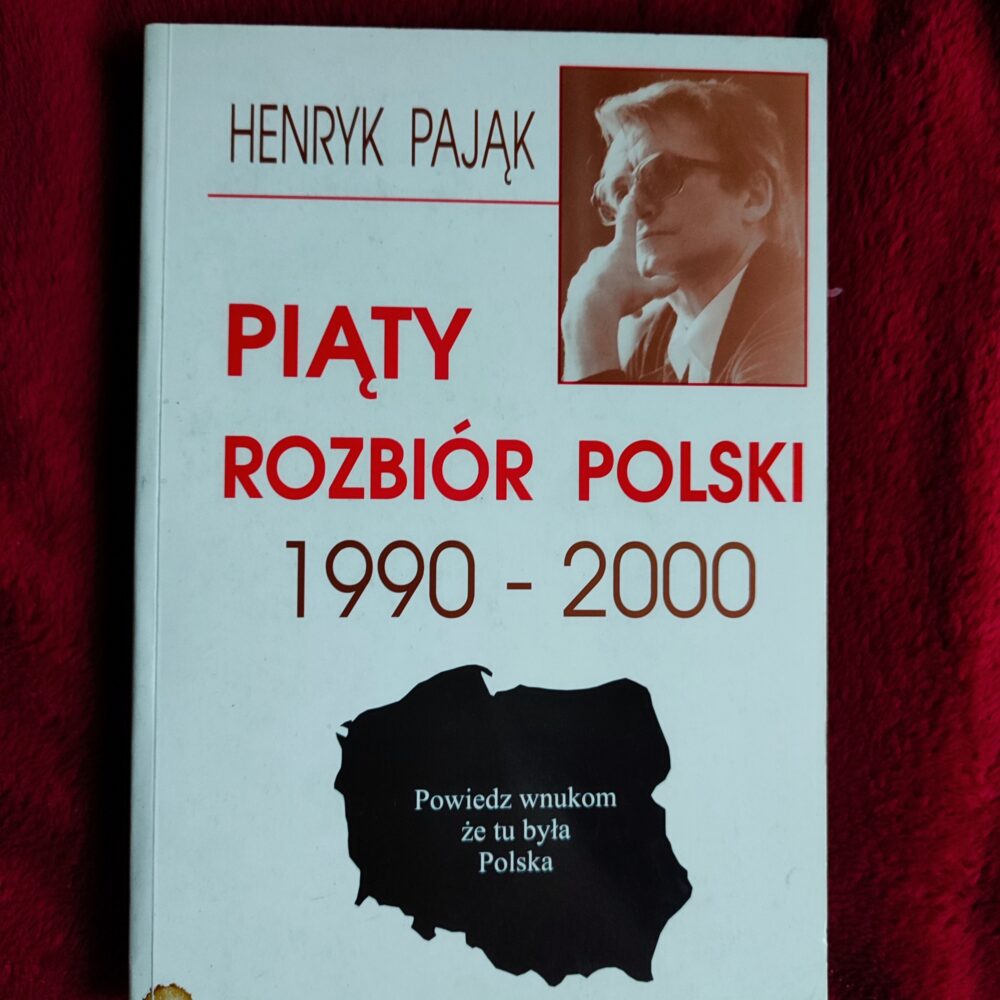 HENRYK PAJĄK
PIĄTY
ROZBIÓR POLSKI
1990 - 2000
Powiedz wnukom
że tu była
Polska